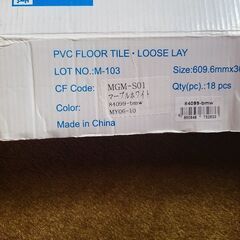 PVC FLOOR TILE・LOOSE LAY
LOT NO.:M-103
Size:609.6mmx3
CF Code:
MGM-S01
マーブルホワイト
Qty(pc).:18 pcs
Color:
84099-bmw
MY06-10
84099-bmw
Made in China